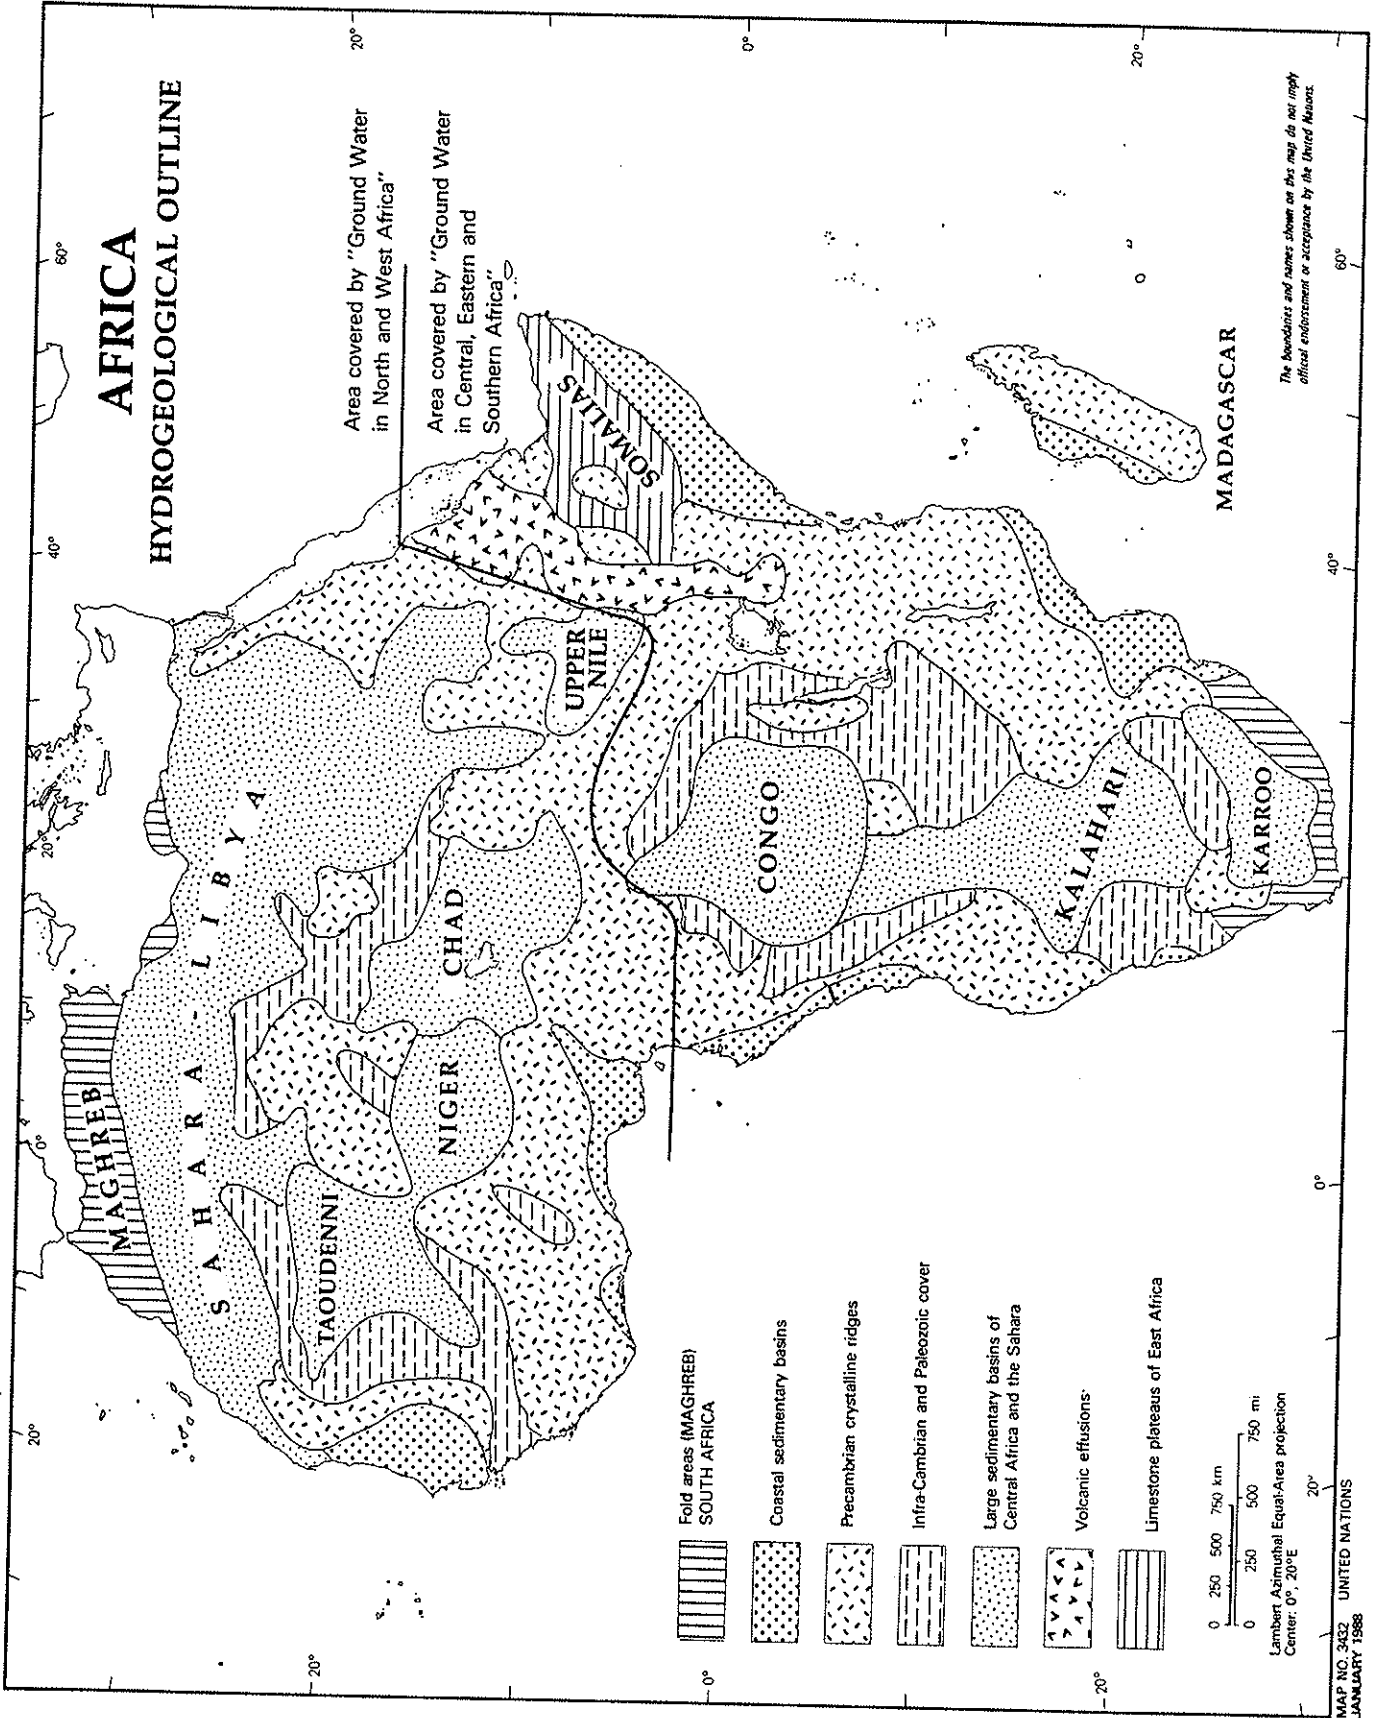 AFRICA
HYDROGEOLOGICAL OUTLINE
Area covered by "Ground Water
in North and West Africa"
Area covered by "Ground Water
in Central, Eastern and
Southern Africa"
20°
0°
20°
40°
60°
20°
0°
20°
MAGHREB
SAHARA - LIBYA
TAOUDENNI
NIGER
CHAD
UPPER
NILE
SOMALIAS
CONGO
KALAHARI
KARROO
MADAGASCAR
Fold areas (MAGHREB)
SOUTH AFRICA
Coastal sedimentary basins
Precambrian crystalline ridges
Infra-Cambrian and Paleozoic cover
Large sedimentary basins of
Central Africa and the Sahara
Volcanic effusions
Limestone plateaus of East Africa
0 250 500 750 km
0 250 500 750 mi
Lambert Azimuthal Equal-Area projection
Center: 0°, 20°E
20°
0°
20°
20°
0°
40°
60°
The boundaries and names shown on this map do not imply
official endorsement or acceptance by the United Nations.
MAP NO. 3432 UNITED NATIONS
JANUARY 1988